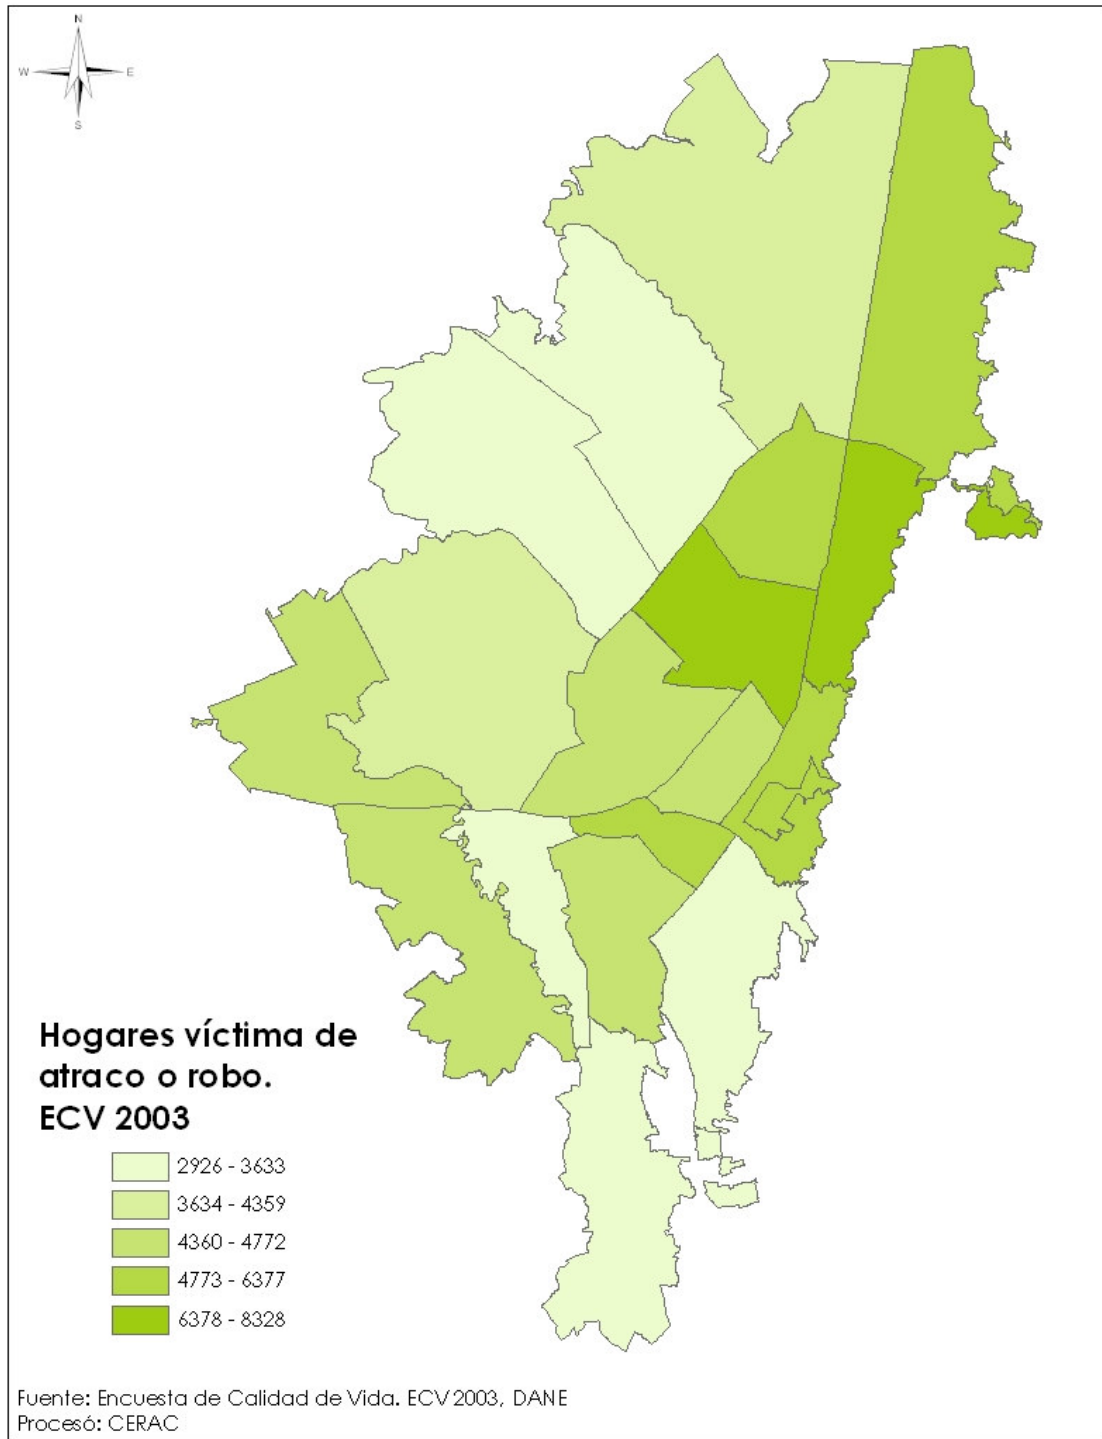 N
W E
S
Hogares víctima de
atraco o robo.
ECV 2003
2926 - 3633
3634 - 4359
4360 - 4772
4773 - 6377
6378 - 8328
Fuente: Encuesta de Calidad de Vida. ECV 2003, DANE
Procesó: CERAC